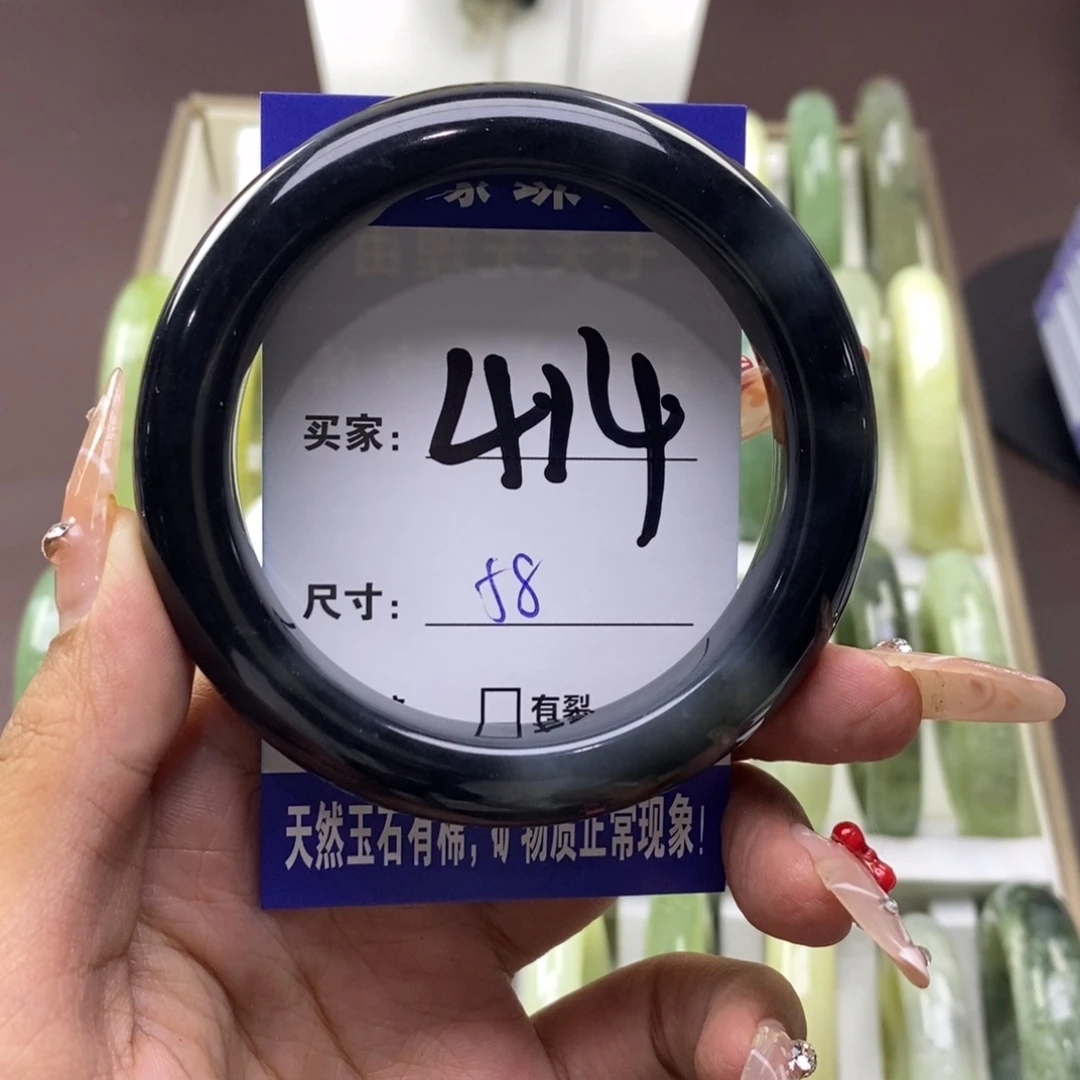 买家: 414
尺寸: 58
有裂
天然玉石有棉,矿物质正常现象!